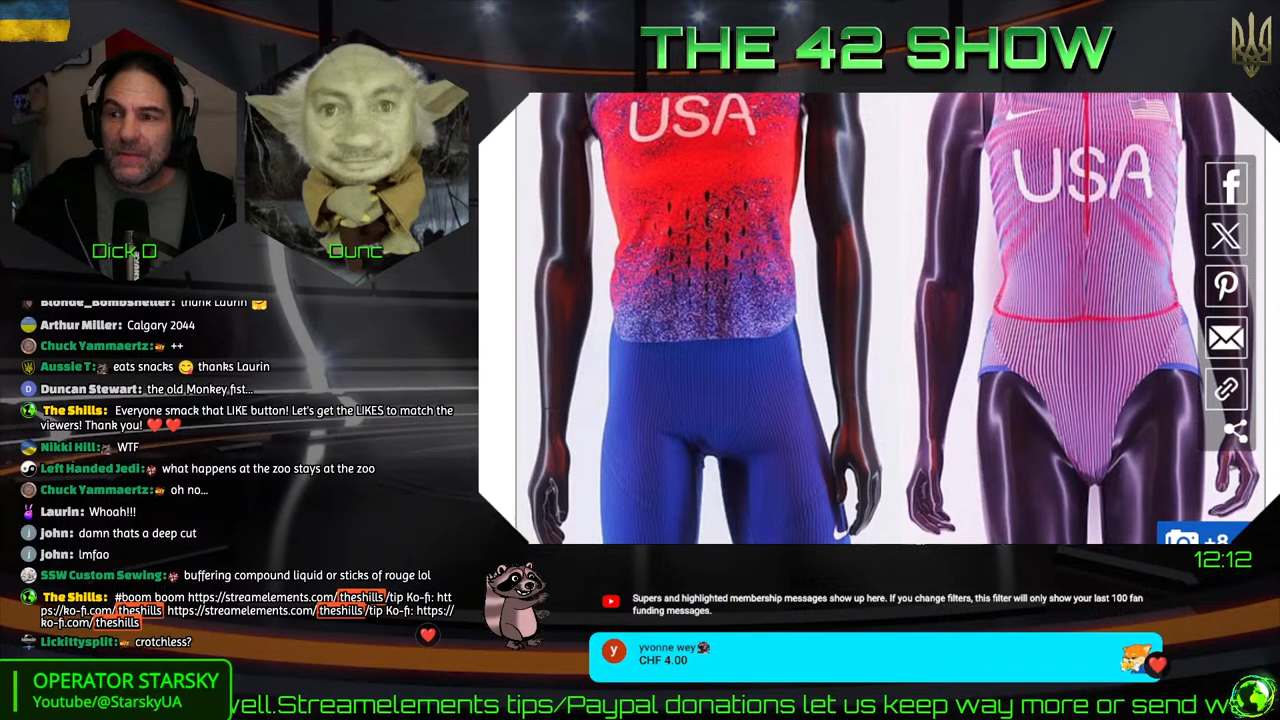 THE 42 SHOW
USA
USA
Dick D
Dunc
Blonde_Bombsheller: thank Laurin
Arthur Miller: Calgary 2044
Chuck Yammaertz: ++
Aussie T: eats snacks 😋 thanks Laurin
D Duncan Stewart: the old Monkey fist...
The Shills: Everyone smack that LIKE button! Let's get the LIKES to match the
viewers! Thank you! ❤️ ❤️
Nikki Hill: WTF
Left Handed Jedi: what happens at the zoo stays at the zoo
Chuck Yammaertz: oh no...
Laurin: Whoah!!!
j john: damn thats a deep cut
j John: lmfao
SSW Custom Sewing: buffering compound liquid or sticks of rouge lol
The Shills: #boom boom https://streamelements.com/theshills/tip Ko-fi: htt
ps://ko-fi.com/theshills https://streamelements.com/theshills/tip Ko-fi: https://
ko-fi.com/theshills
Lickittysplit: crotchless?
+8
12:12
Supers and highlighted membership messages show up here. If you change filters, this filter will only show your last 100 fan
funding messages.
y yvonne wey
CHF 4.00
OPERATOR STARSKY
Youtube/@StarskyUA
vell.Streamelements tips/Paypal donations let us keep way more or send w